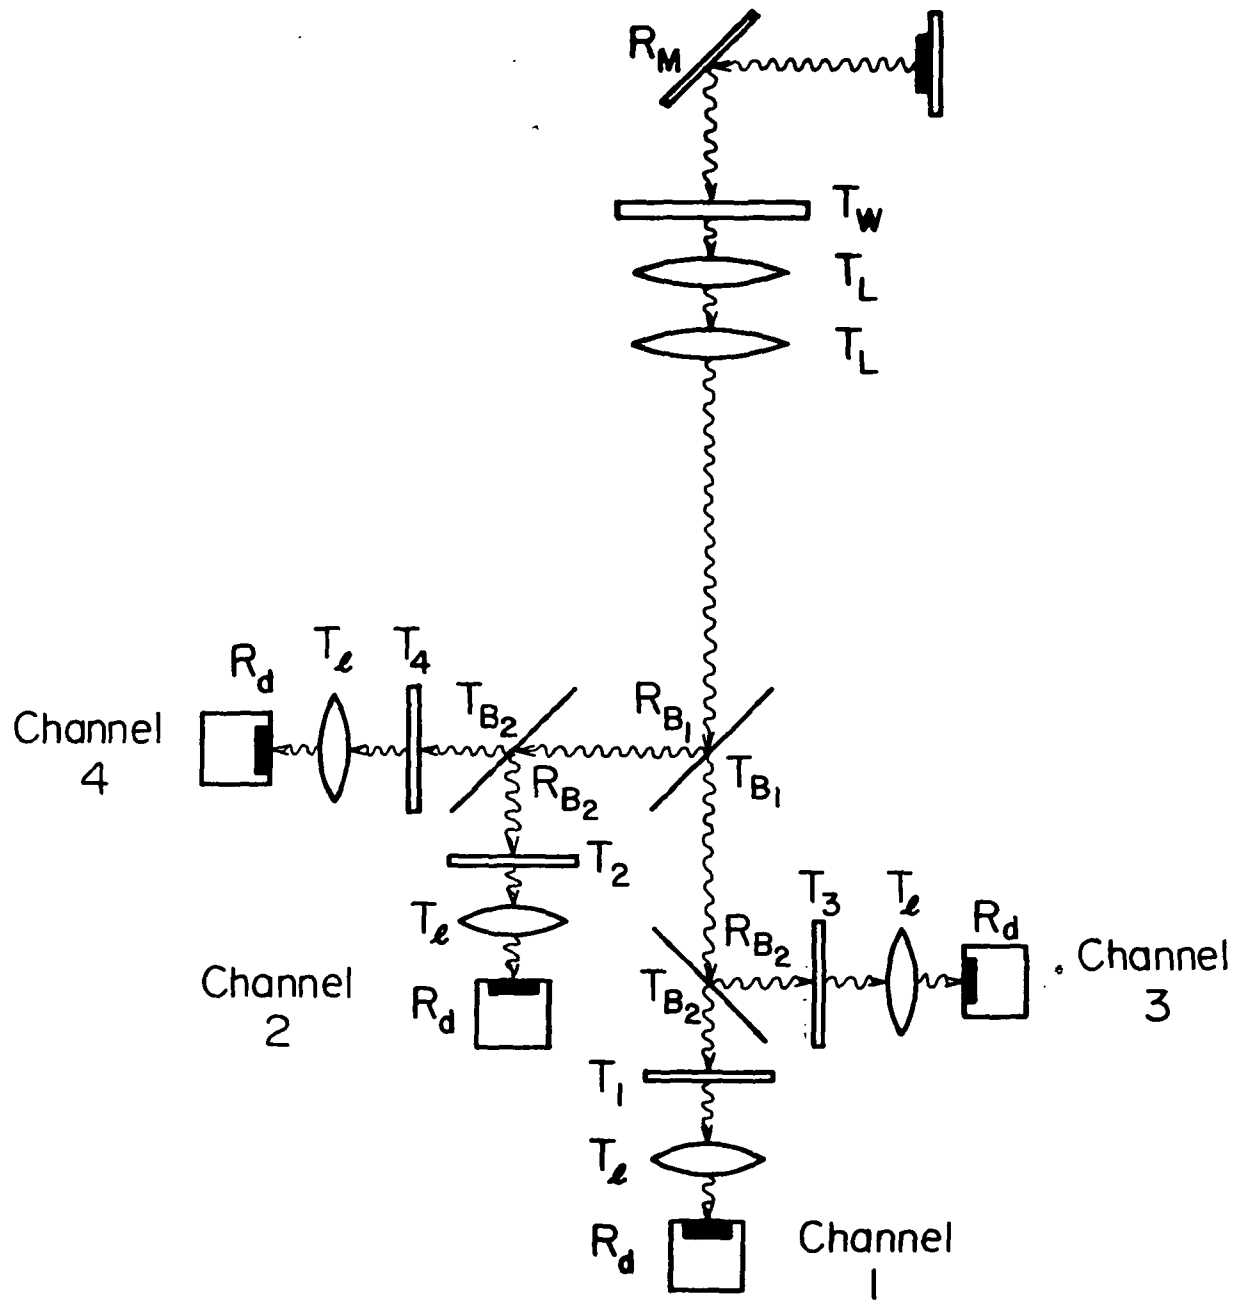 R_M
T_W
T_L
T_L
R_d
T_ℓ
T_4
T_B2
R_B1
Channel
4
R_B2
T_B1
T_2
T_ℓ
Channel
2
R_d
R_B2
T_B2
T_3
T_ℓ
R_d
Channel
3
T_1
T_ℓ
R_d
Channel
1